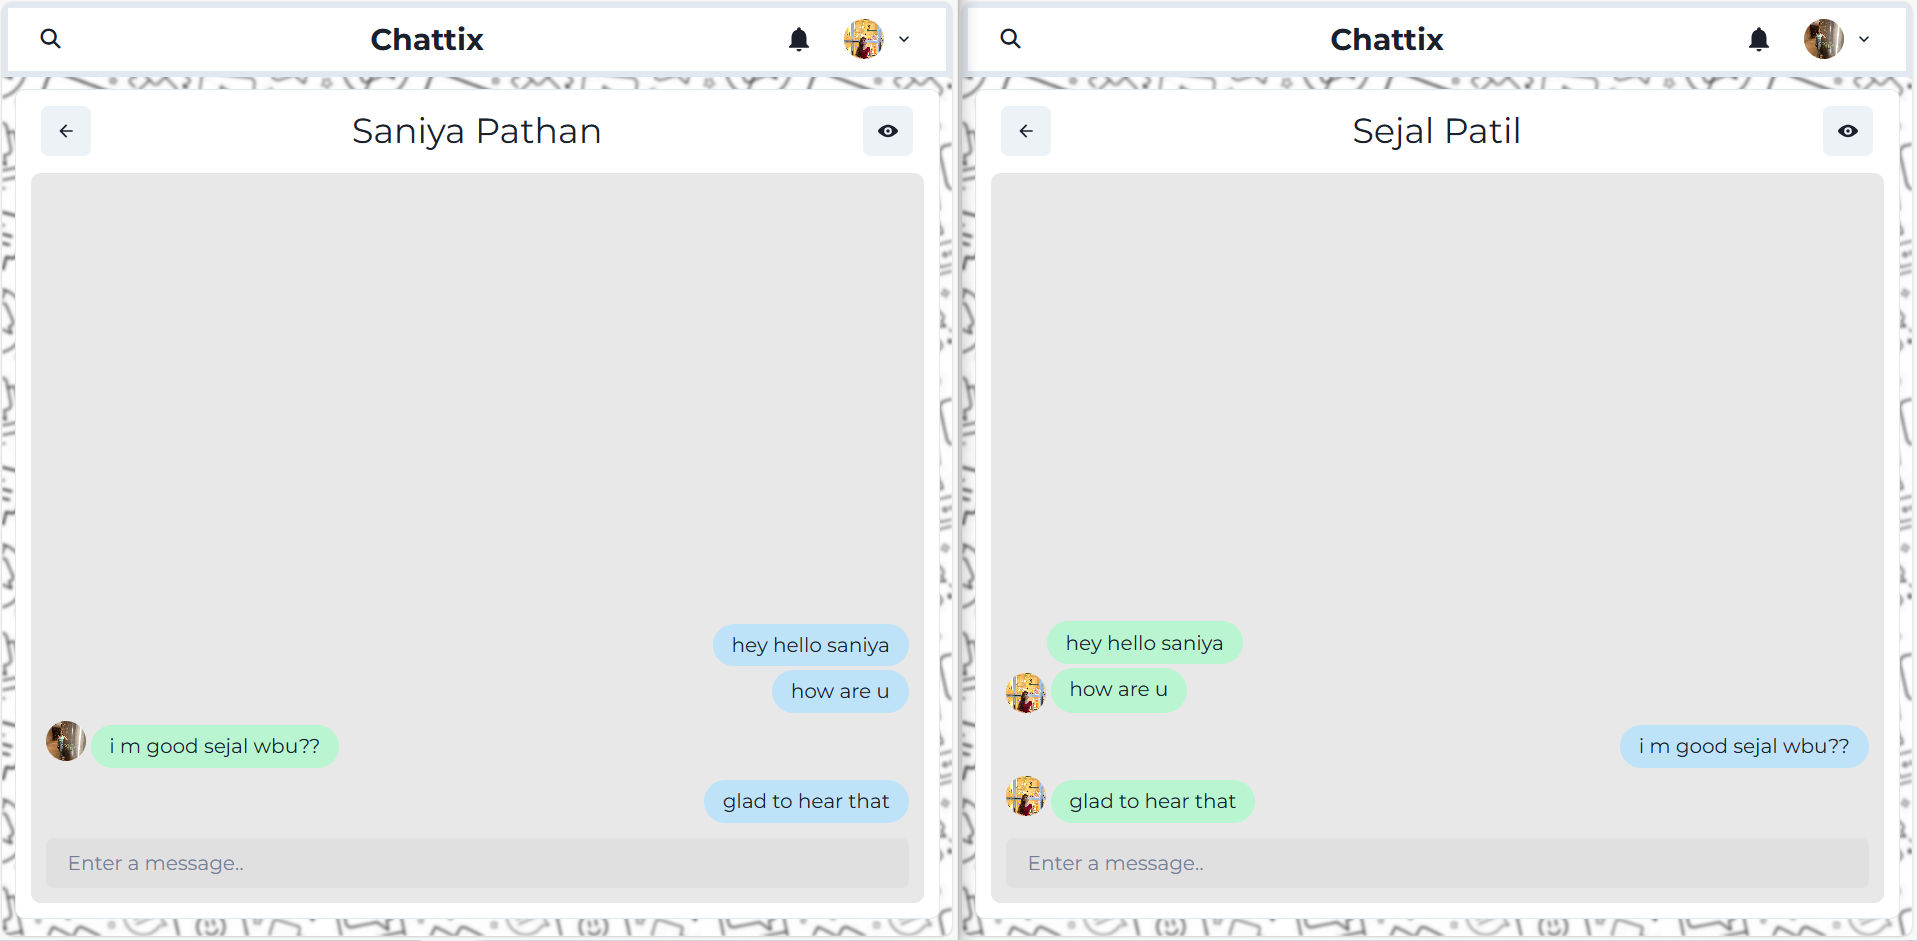 Chattix
Saniya Pathan
hey hello saniya
how are u
i m good sejal wbu??
glad to hear that
Enter a message..
Chattix
Sejal Patil
hey hello saniya
how are u
i m good sejal wbu??
glad to hear that
Enter a message..